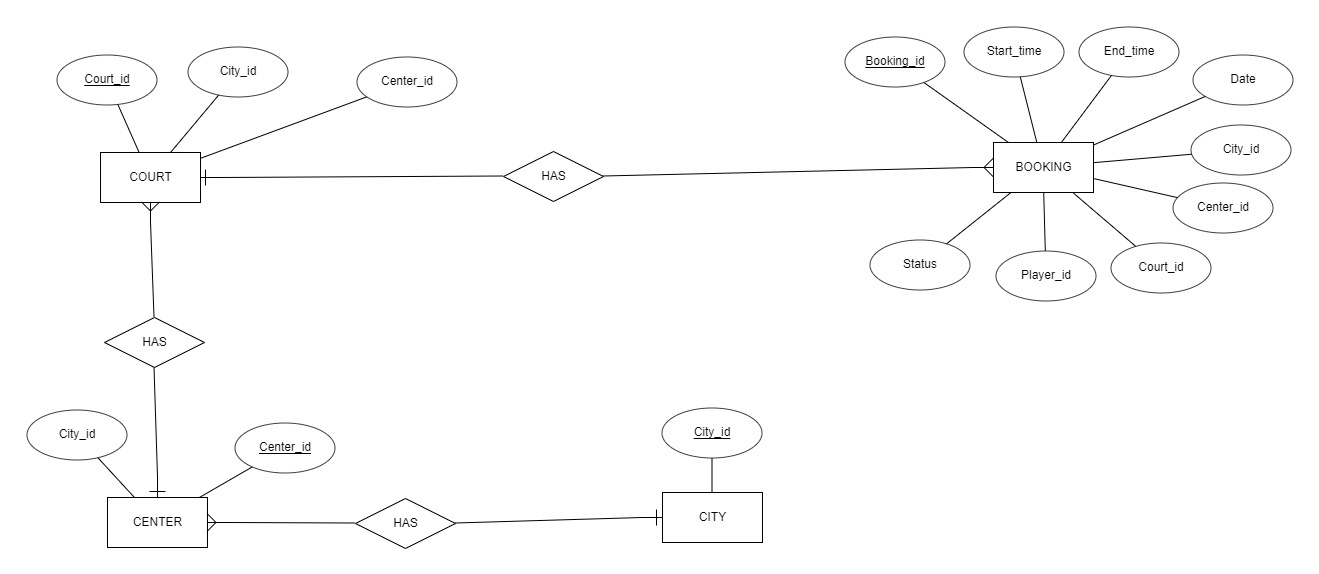 Court_id
City_id
Center_id
Booking_id
Start_time
End_time
Date
City_id
Center_id
Court_id
Player_id
Status
COURT
HAS
BOOKING
HAS
City_id
Center_id
City_id
CENTER
HAS
CITY